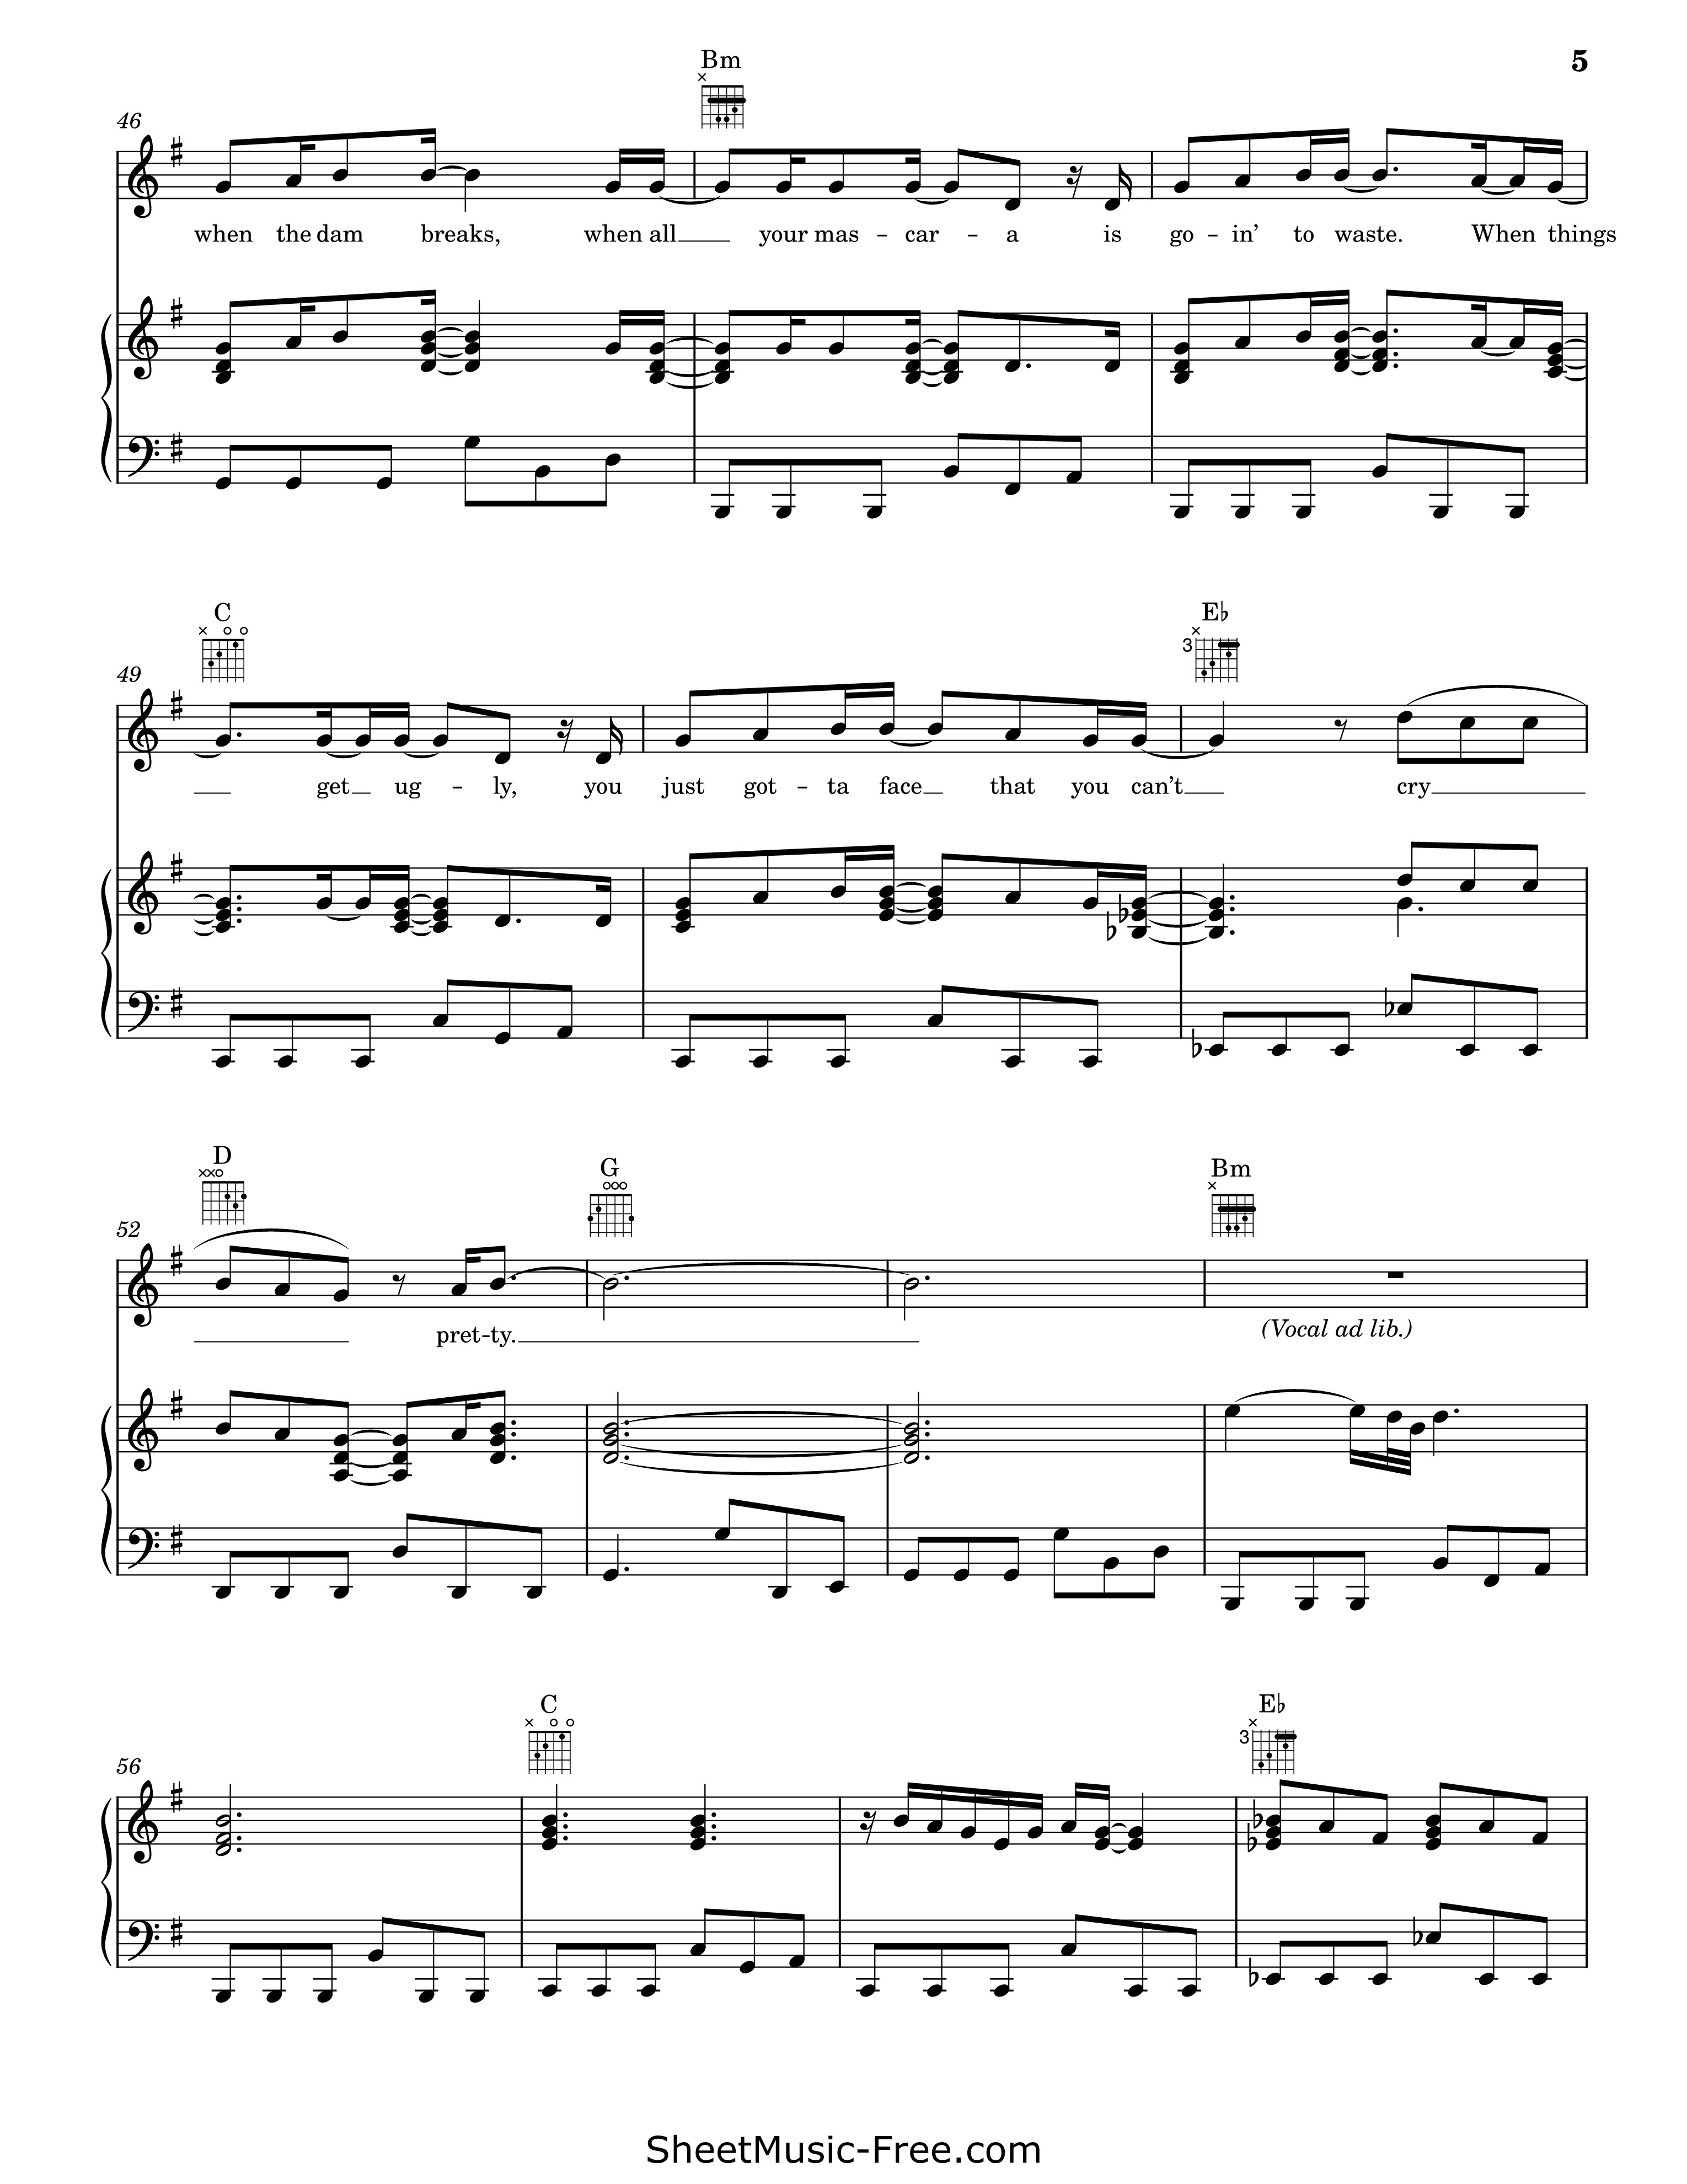 5
Bm
46
when the dam breaks, when all your mas - car - a is go - in’ to waste. When things
C E♭
3
49
get ug - ly, you just got - ta face that you can’t cry
D G Bm
52
pret - ty.
(Vocal ad lib.)
C E♭
3
56
SheetMusic-Free.com